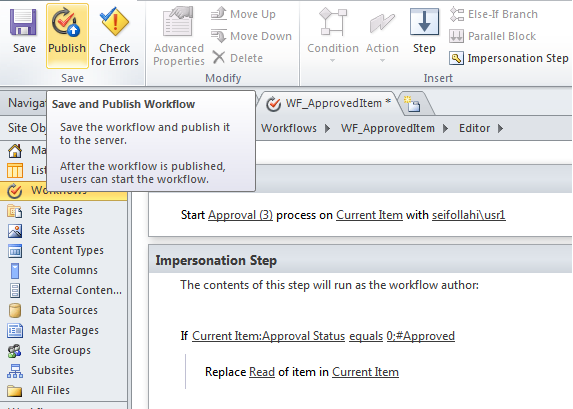 Save
Publish
Check
for Errors
Save
Advanced
Properties
Move Up
Move Down
Delete
Modify
Condition
Action
Step
Else-If Branch
Parallel Block
Impersonation Step
Insert
Navigat
WF_ApprovedItem *
Save and Publish Workflow
Save the workflow and publish it
to the server.
After the workflow is published,
users can start the workflow.
Site Obj
Workflows
WF_ApprovedItem
Editor
Ma
List
Workflows
Site Pages
Site Assets
Content Types
Site Columns
External Conten...
Data Sources
Master Pages
Site Groups
Subsites
All Files
Start Approval (3) process on Current Item with seifollahi\usr1
Impersonation Step
The contents of this step will run as the workflow author:
If Current Item:Approval Status equals 0;#Approved
Replace Read of item in Current Item